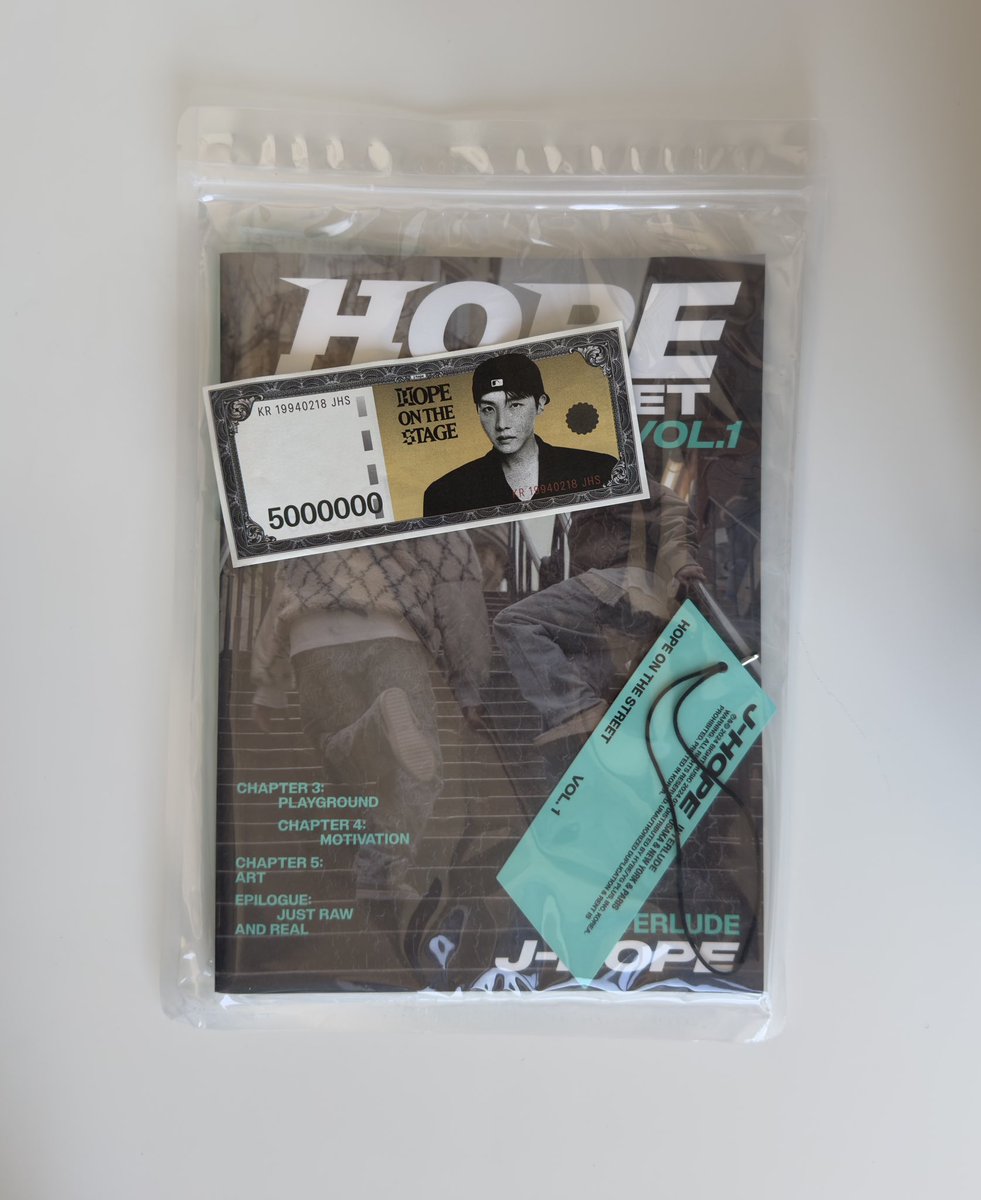 HOPE
ET
VOL.1
KR 19940218 JHS
HOPE
ON THE
STAGE
KR 19940218 JHS
5000000
HOPE ON THE STREET
VOL. 1
J-HOPE
INTERLUDE
CHAPTER 3:
PLAYGROUND
CHAPTER 4:
MOTIVATION
CHAPTER 5:
ART
EPILOGUE:
JUST RAW
AND REAL
ERLUDE
J-HOPE